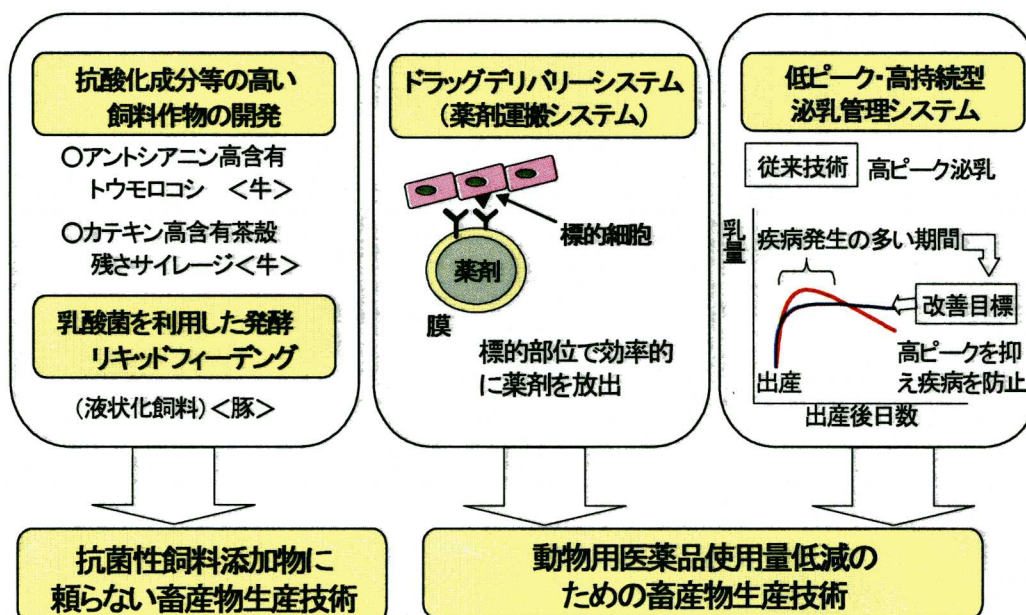 抗酸化成分等の高い
飼料作物の開発
○アントシアニン高含有
トウモロコシ <牛>
○カテキン高含有茶殻
残さサイレージ<牛>
乳酸菌を利用した発酵
リキッドフィーデング
(液状化飼料)<豚>
ドラッグデリバリーシステム
(薬剤運搬システム)
標的細胞
薬剤
膜
標的部位で効率的
に薬剤を放出
低ピーク・高持続型
泌乳管理システム
従来技術 高ピーク泌乳
乳量
疾病発生の多い期間
改善目標
高ピークを抑
え疾病を防止
出産
出産後日数
抗菌性飼料添加物に
頼らない畜産物生産技術
動物用医薬品使用量低減の
ための畜産物生産技術